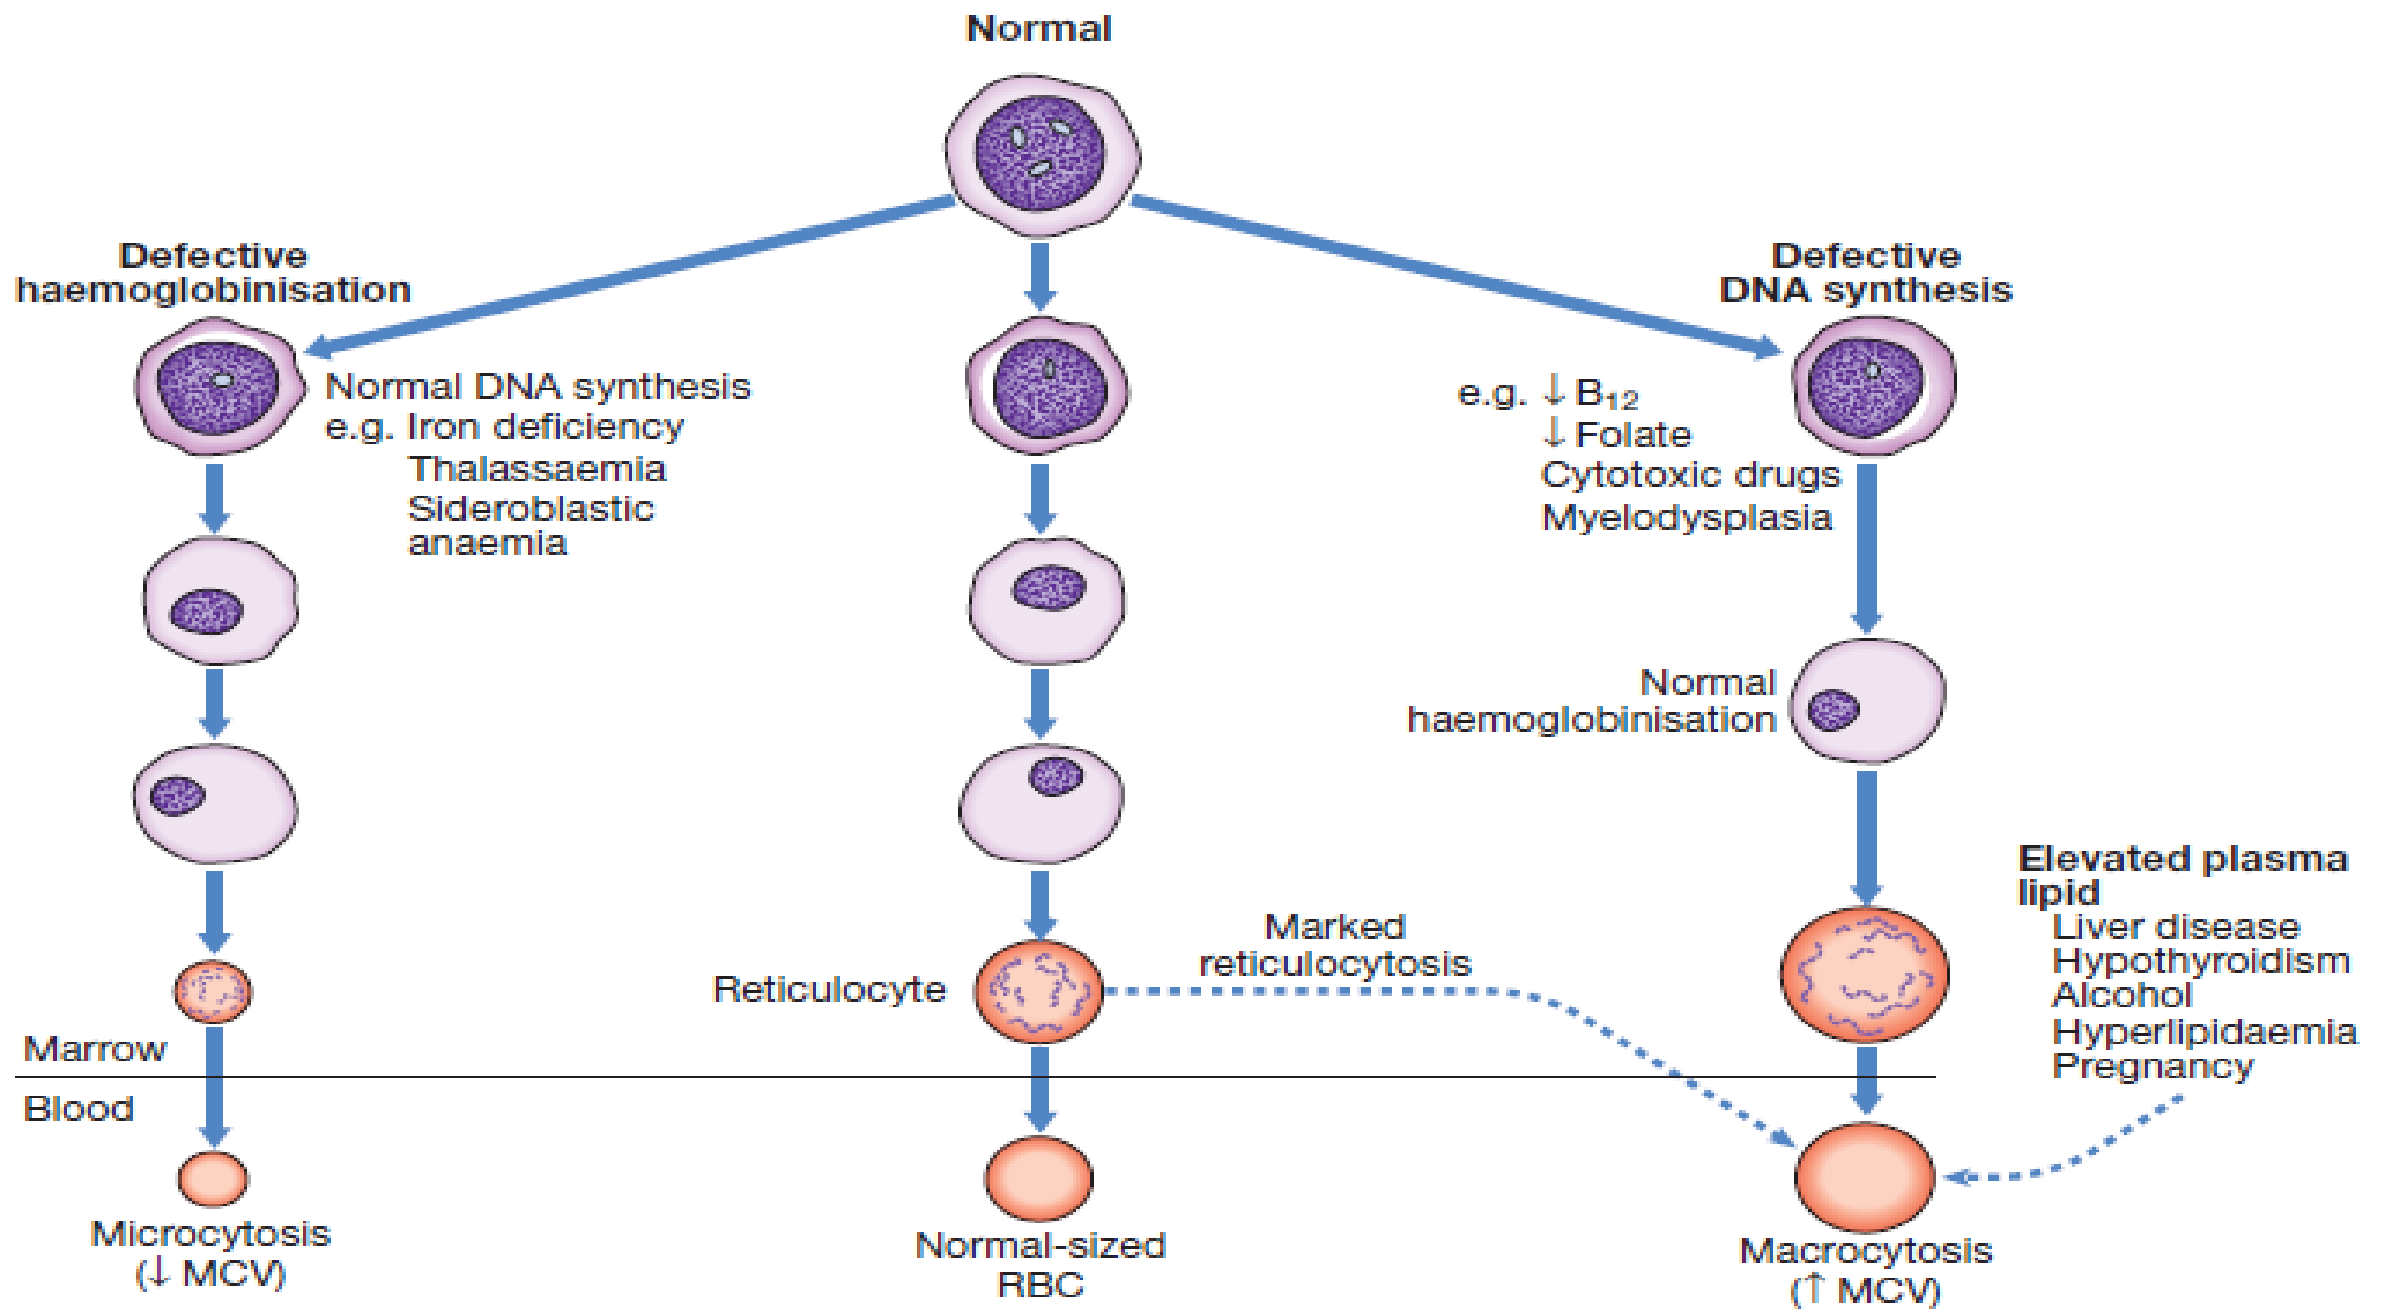 Normal
Defective
haemoglobinisation
Defective
DNA synthesis
Normal DNA synthesis
e.g. Iron deficiency
Thalassaemia
Sideroblastic
anaemia
e.g. ↓ B₁₂
↓ Folate
Cytotoxic drugs
Myelodysplasia
Normal
haemoglobinisation
Elevated plasma
lipid
Liver disease
Hypothyroidism
Alcohol
Hyperlipidaemia
Pregnancy
Marked
reticulocytosis
Reticulocyte
Marrow
Blood
Microcytosis
(↓ MCV)
Normal-sized
RBC
Macrocytosis
(↑ MCV)